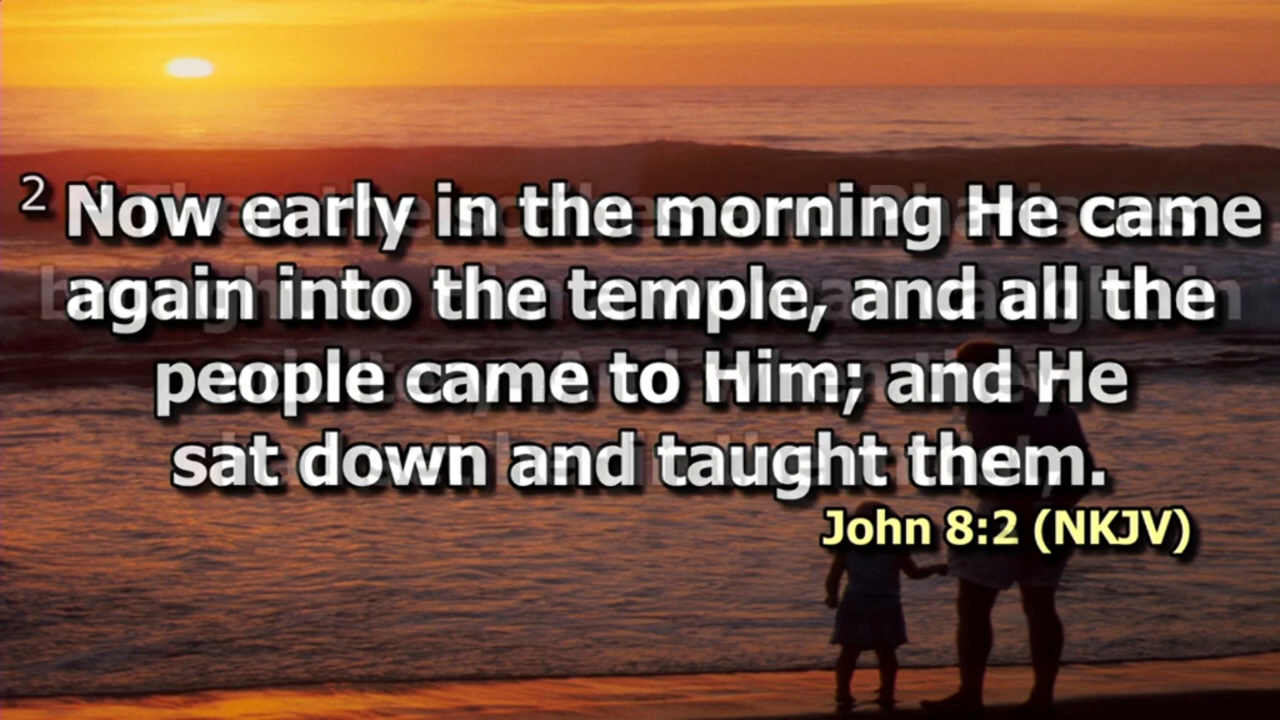 2 Now early in the morning He came
again into the temple, and all the
people came to Him; and He
sat down and taught them.
John 8:2 (NKJV)